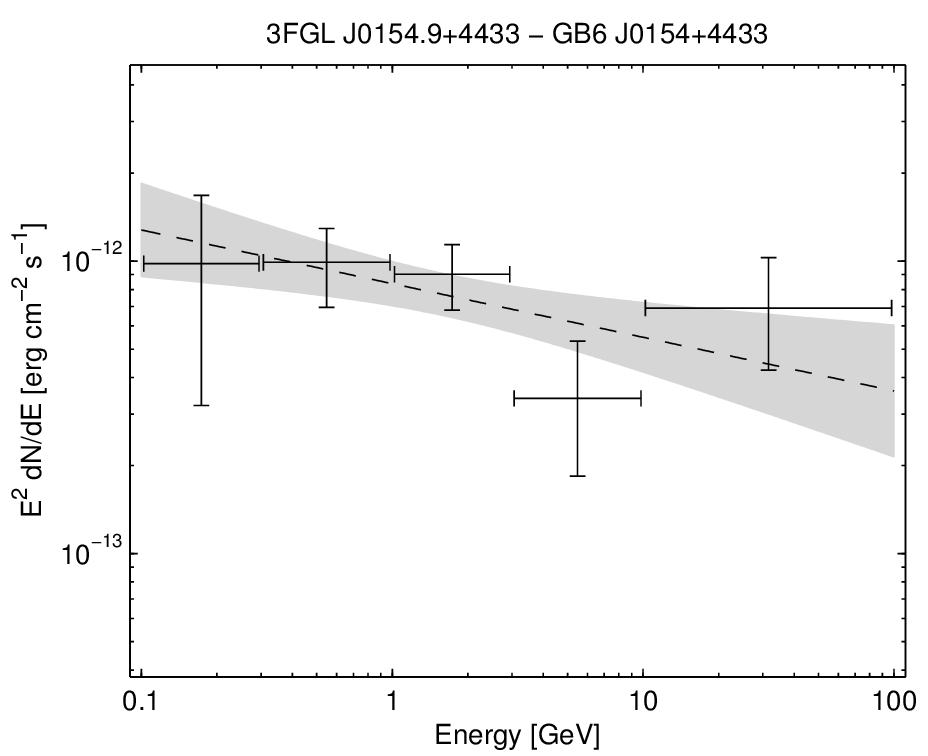 3FGL J0154.9+4433 − GB6 J0154+4433
E² dN/dE [erg cm⁻² s⁻¹]
10⁻¹²
10⁻¹³
0.1 1 10 100
Energy [GeV]